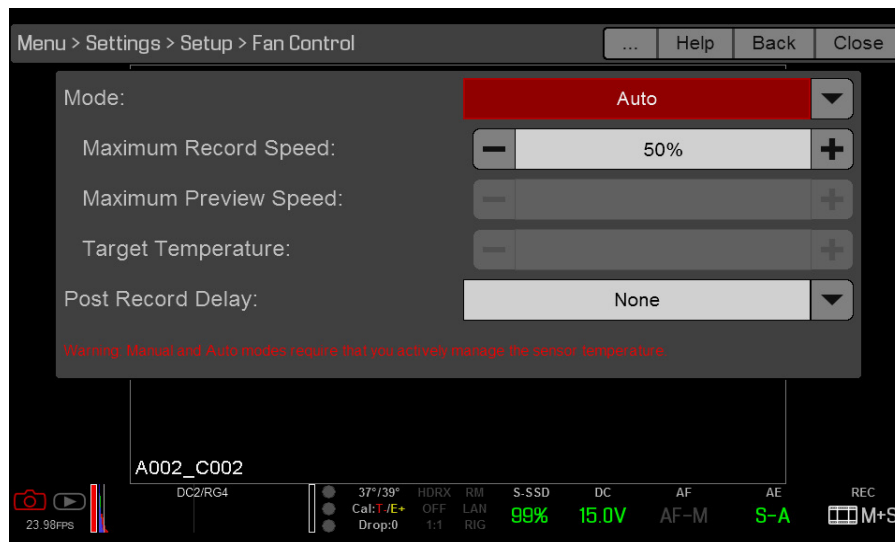 Menu > Settings > Setup > Fan Control ... Help Back Close
Mode: Auto
Maximum Record Speed: 50%
Maximum Preview Speed:
Target Temperature:
Post Record Delay: None
Warning: Manual and Auto modes require that you actively manage the sensor temperature.
A002_C002
DC2/RG4 37°/39° HDRX RM S-SSD DC AF AE REC
Cal:T-/E+ OFF LAN 99% 15.0V AF-M S-A M+S
23.98FPS Drop:0 1:1 RIG